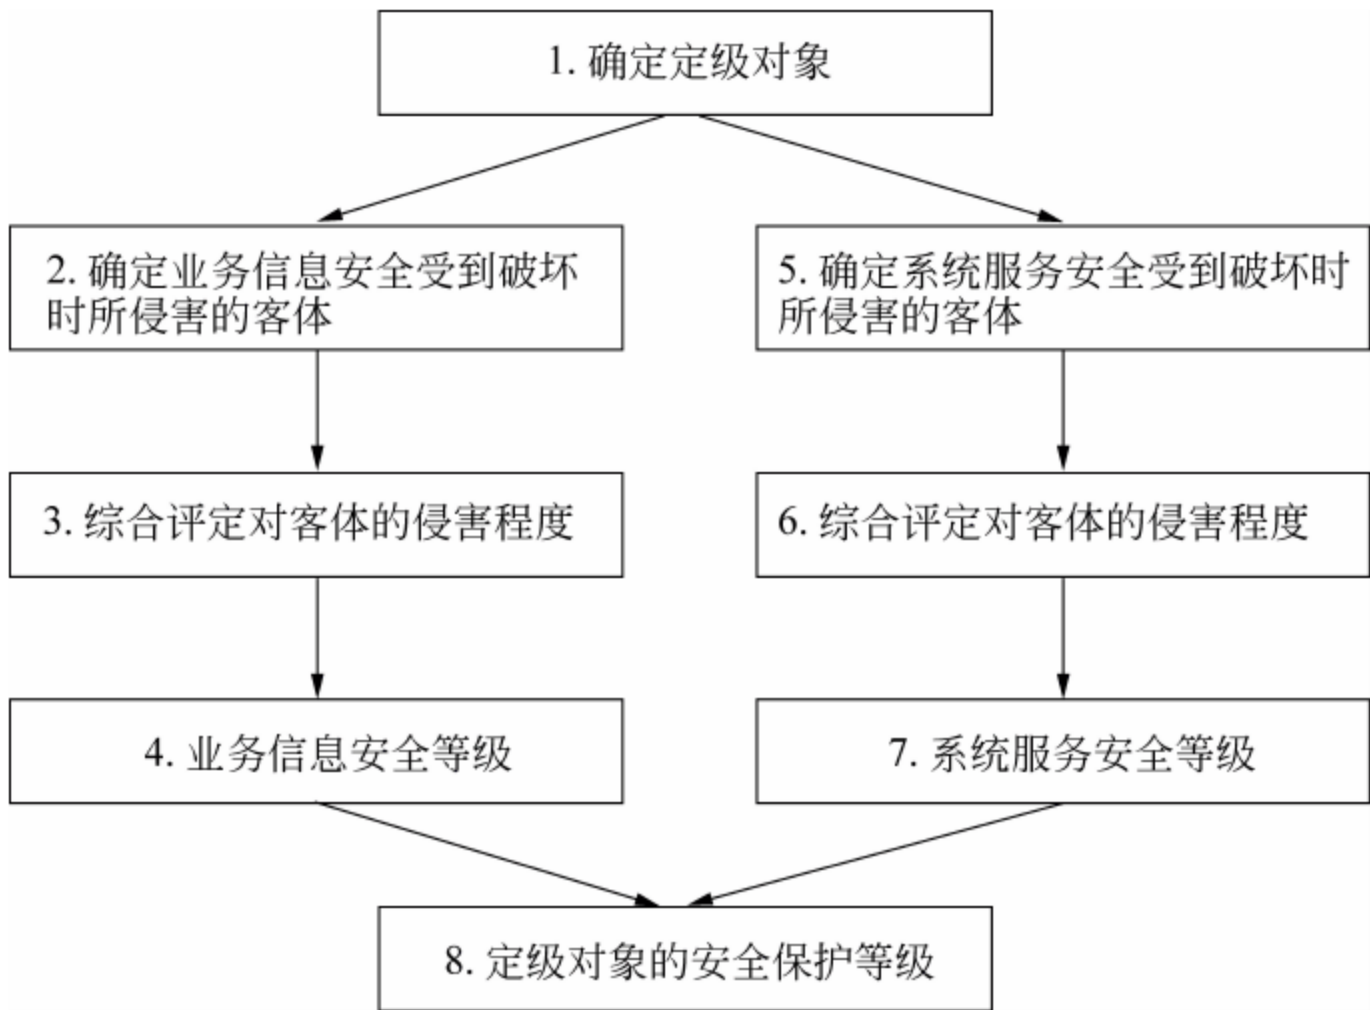 1. 确定定级对象
2. 确定业务信息安全受到破坏
时所侵害的客体
5. 确定系统服务安全受到破坏时
所侵害的客体
3. 综合评定对客体的侵害程度
6. 综合评定对客体的侵害程度
4. 业务信息安全等级
7. 系统服务安全等级
8. 定级对象的安全保护等级